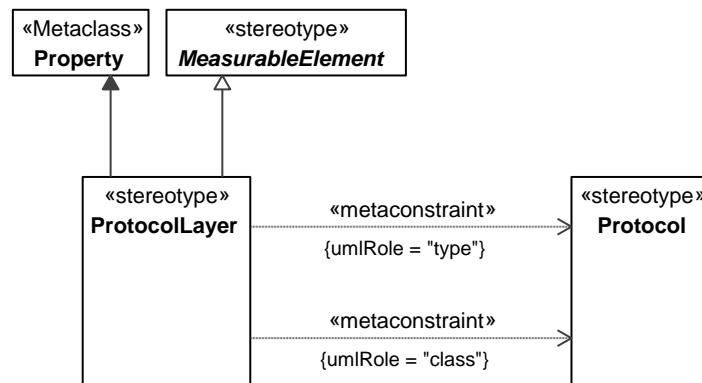 «Metaclass»
Property
«stereotype»
MeasurableElement
«stereotype»
ProtocolLayer
«metaconstraint»
{umlRole = "type"}
«metaconstraint»
{umlRole = "class"}
«stereotype»
Protocol